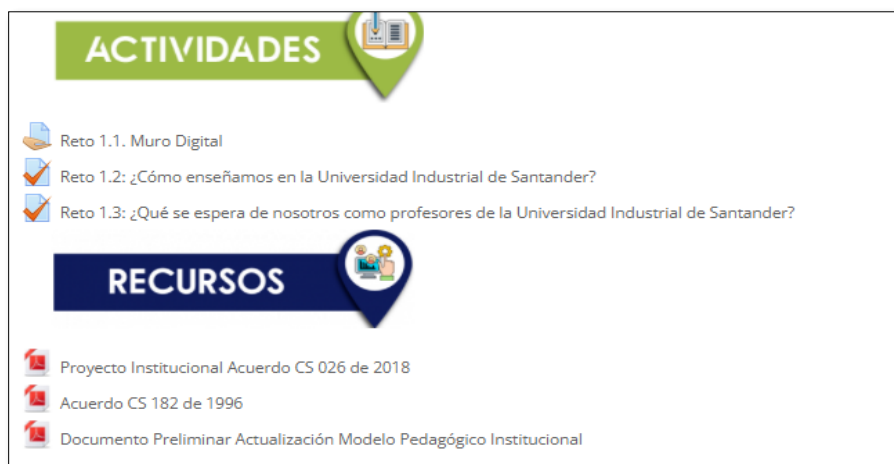 ACTIVIDADES
Reto 1.1. Muro Digital
Reto 1.2: ¿Cómo enseñamos en la Universidad Industrial de Santander?
Reto 1.3: ¿Qué se espera de nosotros como profesores de la Universidad Industrial de Santander?
RECURSOS
Proyecto Institucional Acuerdo CS 026 de 2018
Acuerdo CS 182 de 1996
Documento Preliminar Actualización Modelo Pedagógico Institucional